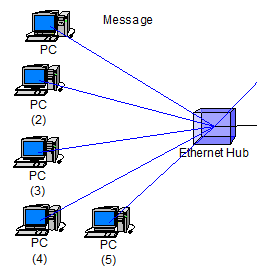 Message
PC
PC
(2)
Ethernet Hub
PC
(3)
PC
(4)
PC
(5)